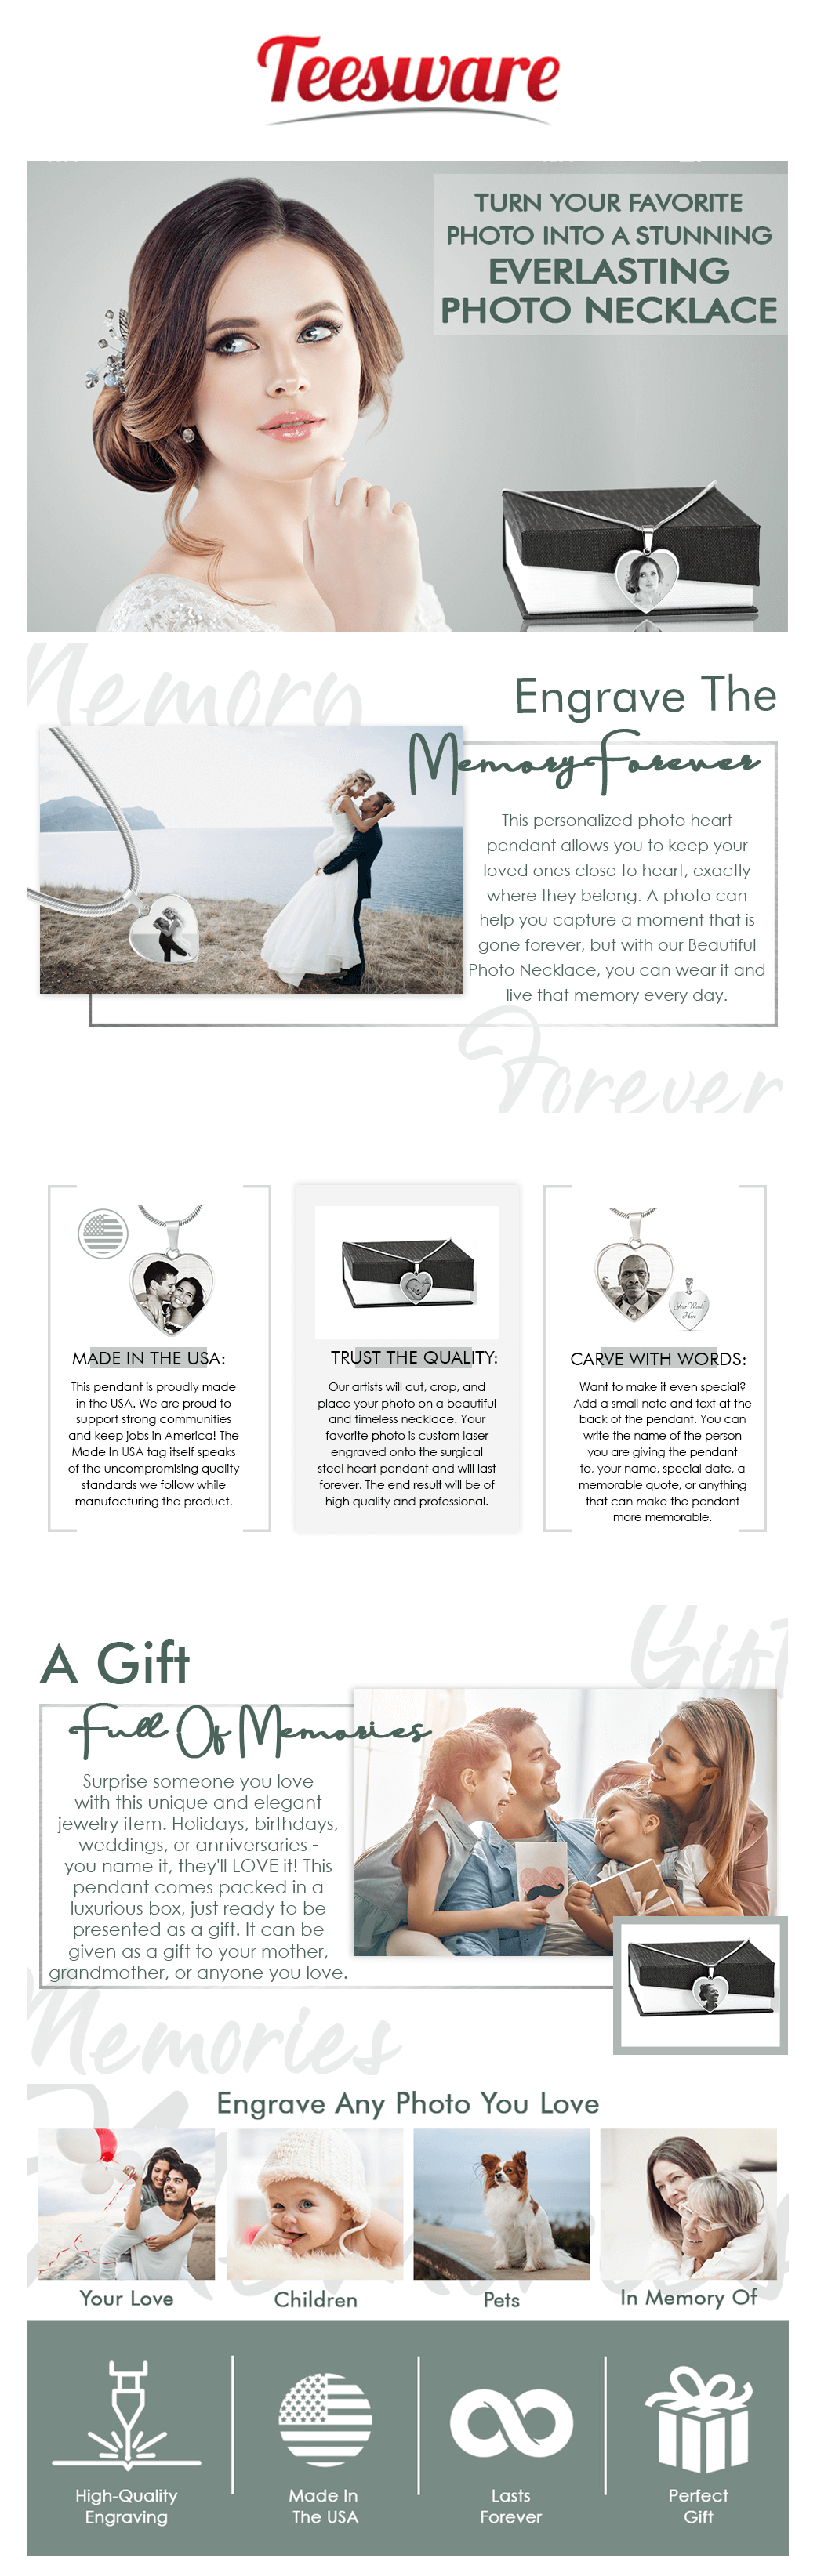 Teesware
TURN YOUR FAVORITE
PHOTO INTO A STUNNING
EVERLASTING
PHOTO NECKLACE
Memory
Engrave The
Memory Forever
This personalized photo heart
pendant allows you to keep your
loved ones close to heart, exactly
where they belong. A photo can
help you capture a moment that is
gone forever, but with our Beautiful
Photo Necklace, you can wear it and
live that memory every day.
Forever
MADE IN THE USA:
This pendant is proudly made
in the USA. We are proud to
support strong communities
and keep jobs in America! The
Made In USA tag itself speaks
of the uncompromising quality
standards we follow while
manufacturing the product.
TRUST THE QUALITY:
Our artists will cut, crop, and
place your photo on a beautiful
and timeless necklace. Your
favorite photo is custom laser
engraved onto the surgical
steel heart pendant and will last
forever. The end result will be of
high quality and professional.
Your Words
Here
CARVE WITH WORDS:
Want to make it even special?
Add a small note and text at the
back of the pendant. You can
write the name of the person
you are giving the pendant
to, your name, special date, a
memorable quote, or anything
that can make the pendant
more memorable.
Gift
A Gift
Full Of Memories
Surprise someone you love
with this unique and elegant
jewelry item. Holidays, birthdays,
weddings, or anniversaries -
you name it, they'll LOVE it! This
pendant comes packed in a
luxurious box, just ready to be
presented as a gift. It can be
given as a gift to your mother,
grandmother, or anyone you love.
Memories
Engrave Any Photo You Love
Your Love
Children
Pets
In Memory Of
High-Quality
Engraving
Made In
The USA
Lasts
Forever
Perfect
Gift